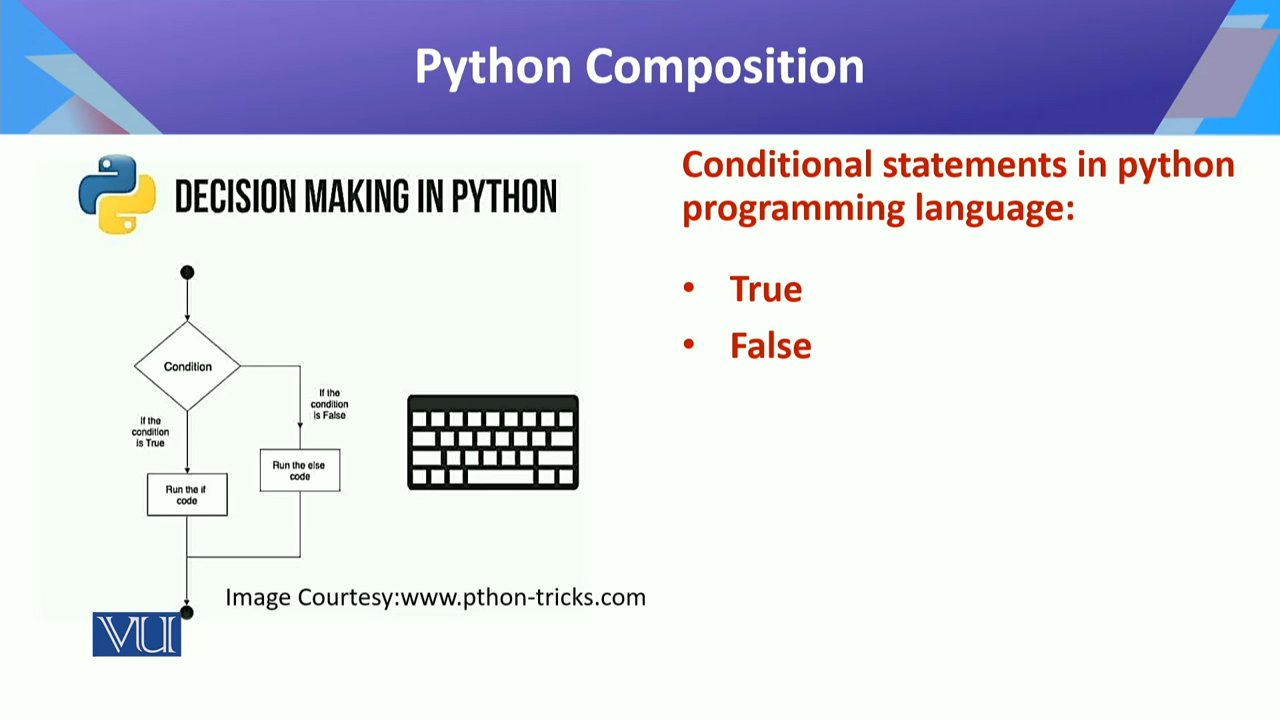 Python Composition
DECISION MAKING IN PYTHON
Condition
If the
condition
is False
If the
condition
is True
Run the else
code
Run the if
code
Image Courtesy:www.pthon-tricks.com
VU
Conditional statements in python
programming language:
• True
• False